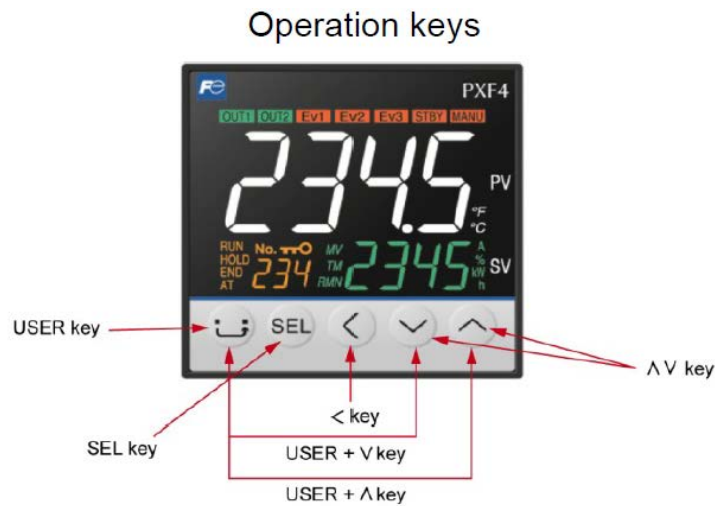 Operation keys
Fe
PXF4
OUT1 OUT2 Ev1 Ev2 Ev3 STBY MANU
234.5 PV
°F
°C
RUN No. MV A
HOLD 234 TM 2345 % SV
END RMN kW
AT h
USER key
SEL
SEL key
< key
∧∨ key
USER + ∨ key
USER + ∧ key